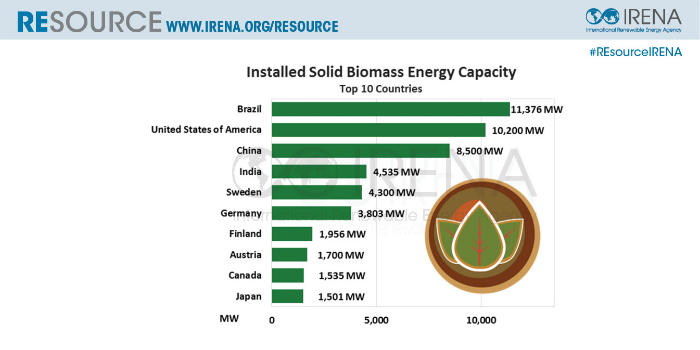 RESOURCE WWW.IRENA.ORG/RESOURCE
IRENA
International Renewable Energy Agency
#REsourceIRENA
Installed Solid Biomass Energy Capacity
Top 10 Countries
Brazil 11,376 MW
United States of America 10,200 MW
China 8,500 MW
India 4,535 MW
Sweden 4,300 MW
Germany 3,803 MW
Finland 1,956 MW
Austria 1,700 MW
Canada 1,535 MW
Japan 1,501 MW
MW 0 5,000 10,000
IRENA